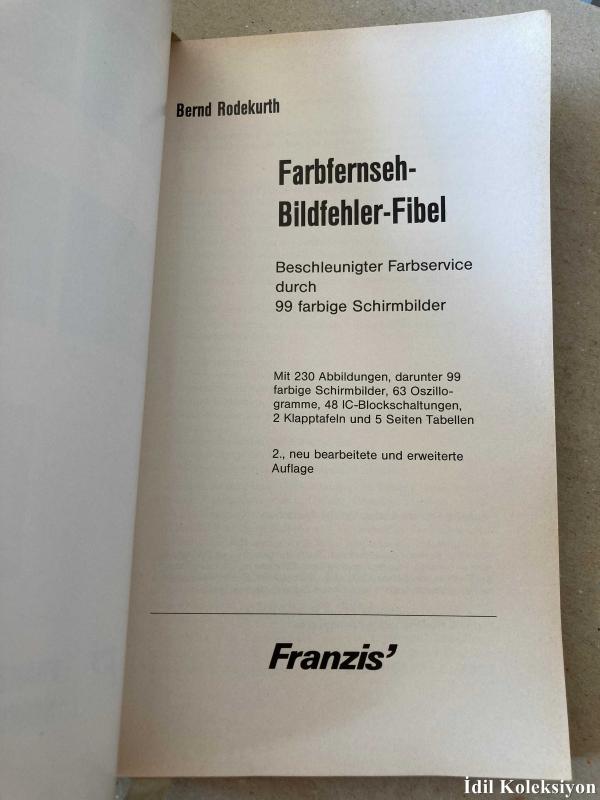 Bernd Rodekurth
Farbfernseh-
Bildfehler-Fibel
Beschleunigter Farbservice
durch
99 farbige Schirmbilder
Mit 230 Abbildungen, darunter 99
farbige Schirmbilder, 63 Oszillo-
gramme, 48 IC-Blockschaltungen,
2 Klapptafeln und 5 Seiten Tabellen
2., neu bearbeitete und erweiterte
Auflage
Franzis’
İdil Koleksiyon